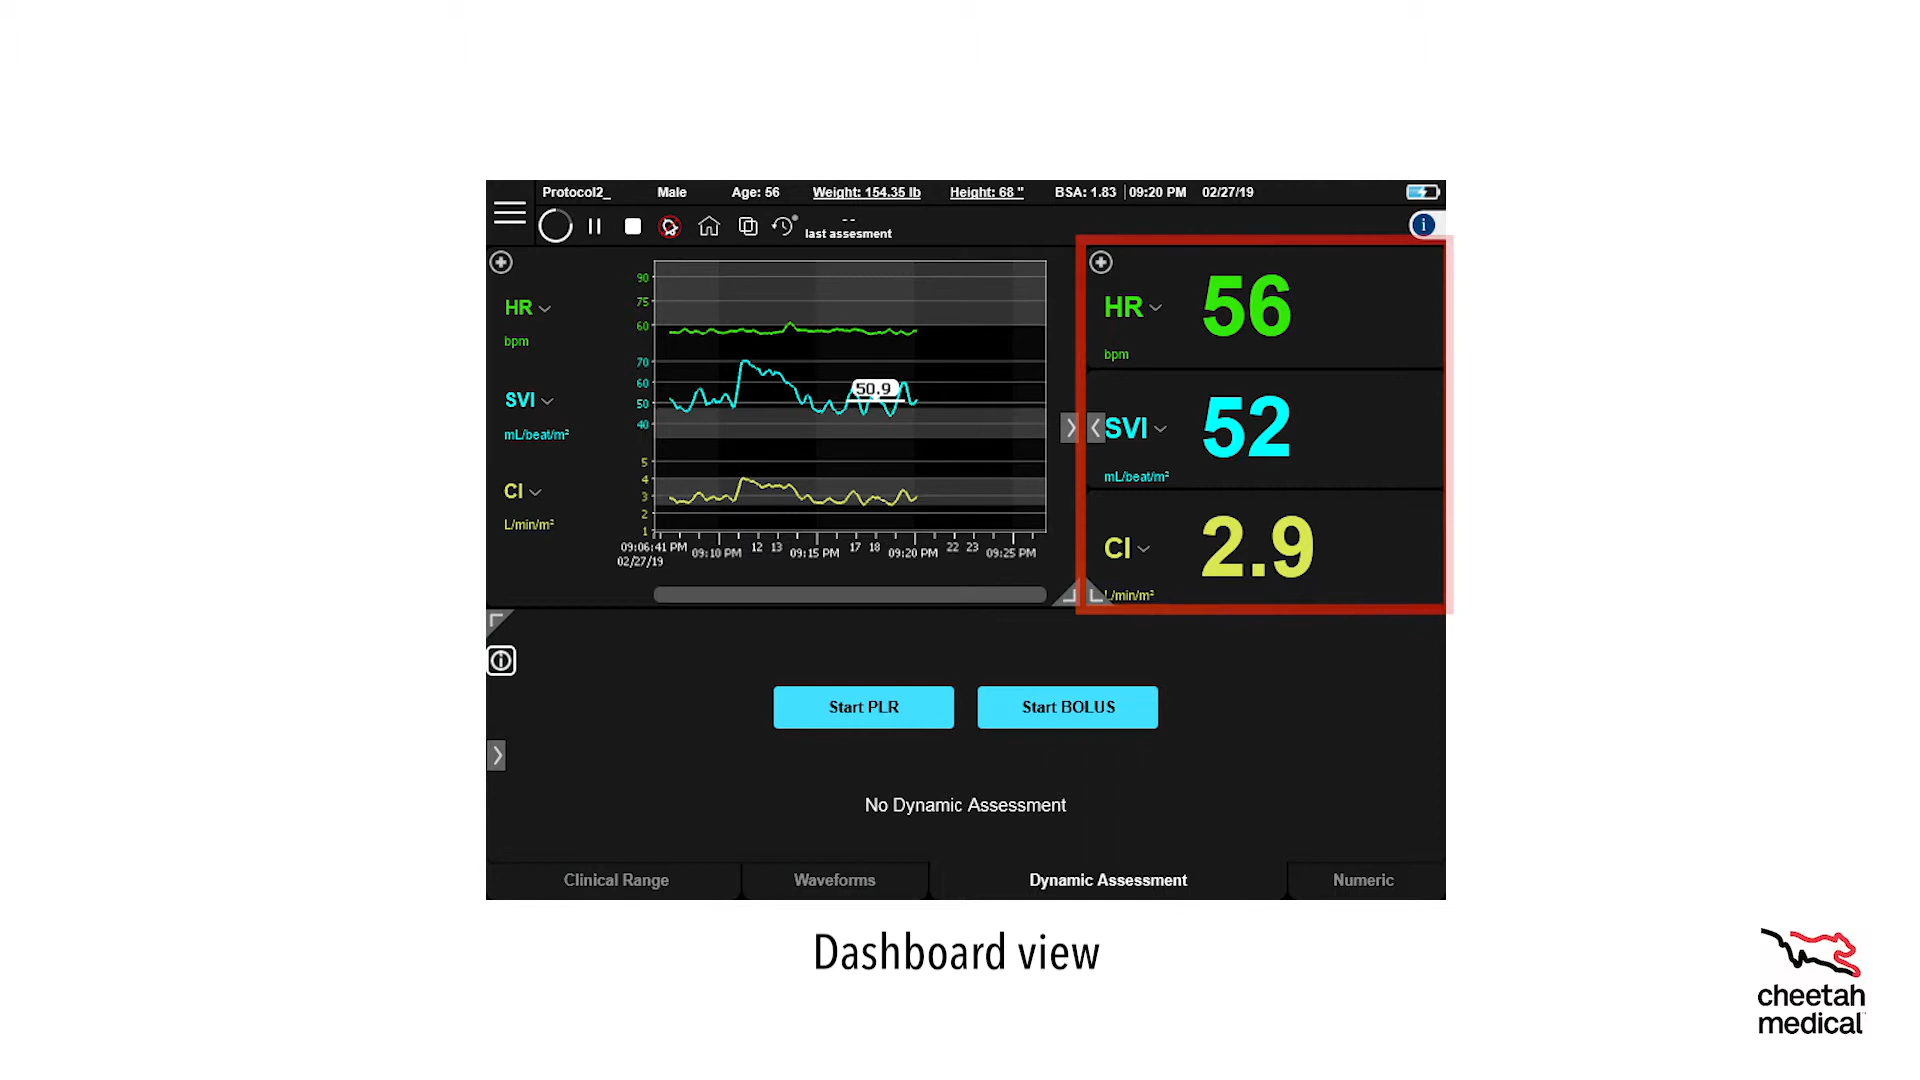 Protocol2_ Male Age: 56 Weight: 154.35 lb Height: 68 " BSA: 1.83 09:20 PM 02/27/19
--
last assesment
HR
bpm
SVI
mL/beat/m²
CI
L/min/m²
90
75
60
70
60
50
40
5
4
3
2
1
50.9
09:06:41 PM 09:10 PM 12 13 09:15 PM 17 18 09:20 PM 22 23 09:25 PM
02/27/19
HR 56
bpm
SVI 52
mL/beat/m²
CI 2.9
L/min/m²
Start PLR Start BOLUS
No Dynamic Assessment
Clinical Range Waveforms Dynamic Assessment Numeric
Dashboard view
cheetah
medical